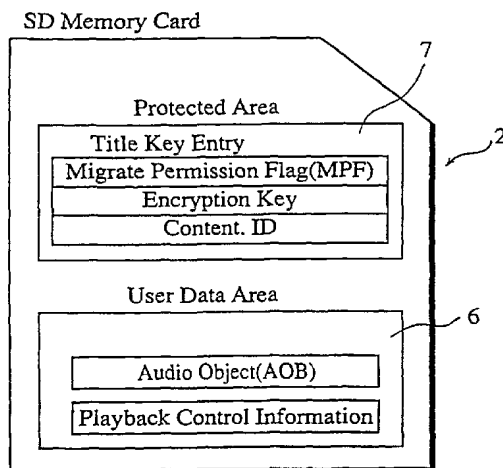 SD Memory Card
7
Protected Area
Title Key Entry
2
Migrate Permission Flag(MPF)
Encryption Key
Content. ID
User Data Area
6
Audio Object(AOB)
Playback Control Information